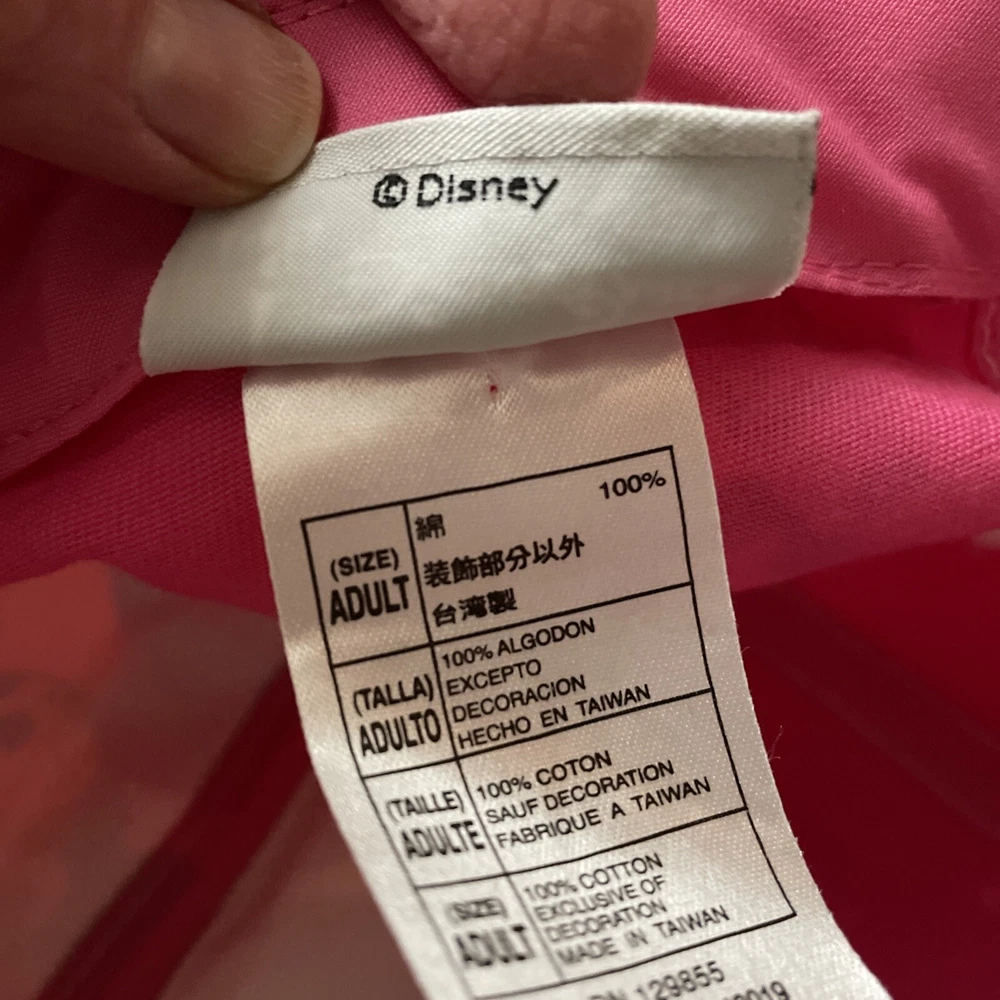 © Disney
(SIZE)
ADULT
綿 100%
装飾部分以外
台湾製
(TALLA)
ADULTO
100% ALGODON
EXCEPTO
DECORACION
HECHO EN TAIWAN
(TAILLE)
ADULTE
100% COTON
SAUF DECORATION
FABRIQUE A TAIWAN
(SIZE)
ADULT
100% COTTON
EXCLUSIVE OF
DECORATION
MADE IN TAIWAN
129855